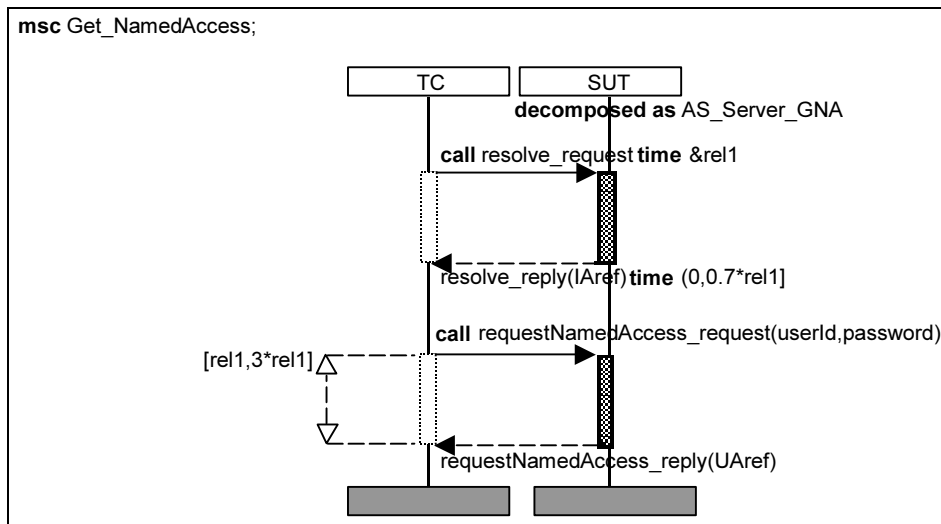 msc Get_NamedAccess;
TC
SUT
decomposed as AS_Server_GNA
call resolve_request time &rel1
resolve_reply(IAref) time (0,0.7*rel1]
call requestNamedAccess_request(userId,password)
[rel1,3*rel1]
requestNamedAccess_reply(UAref)